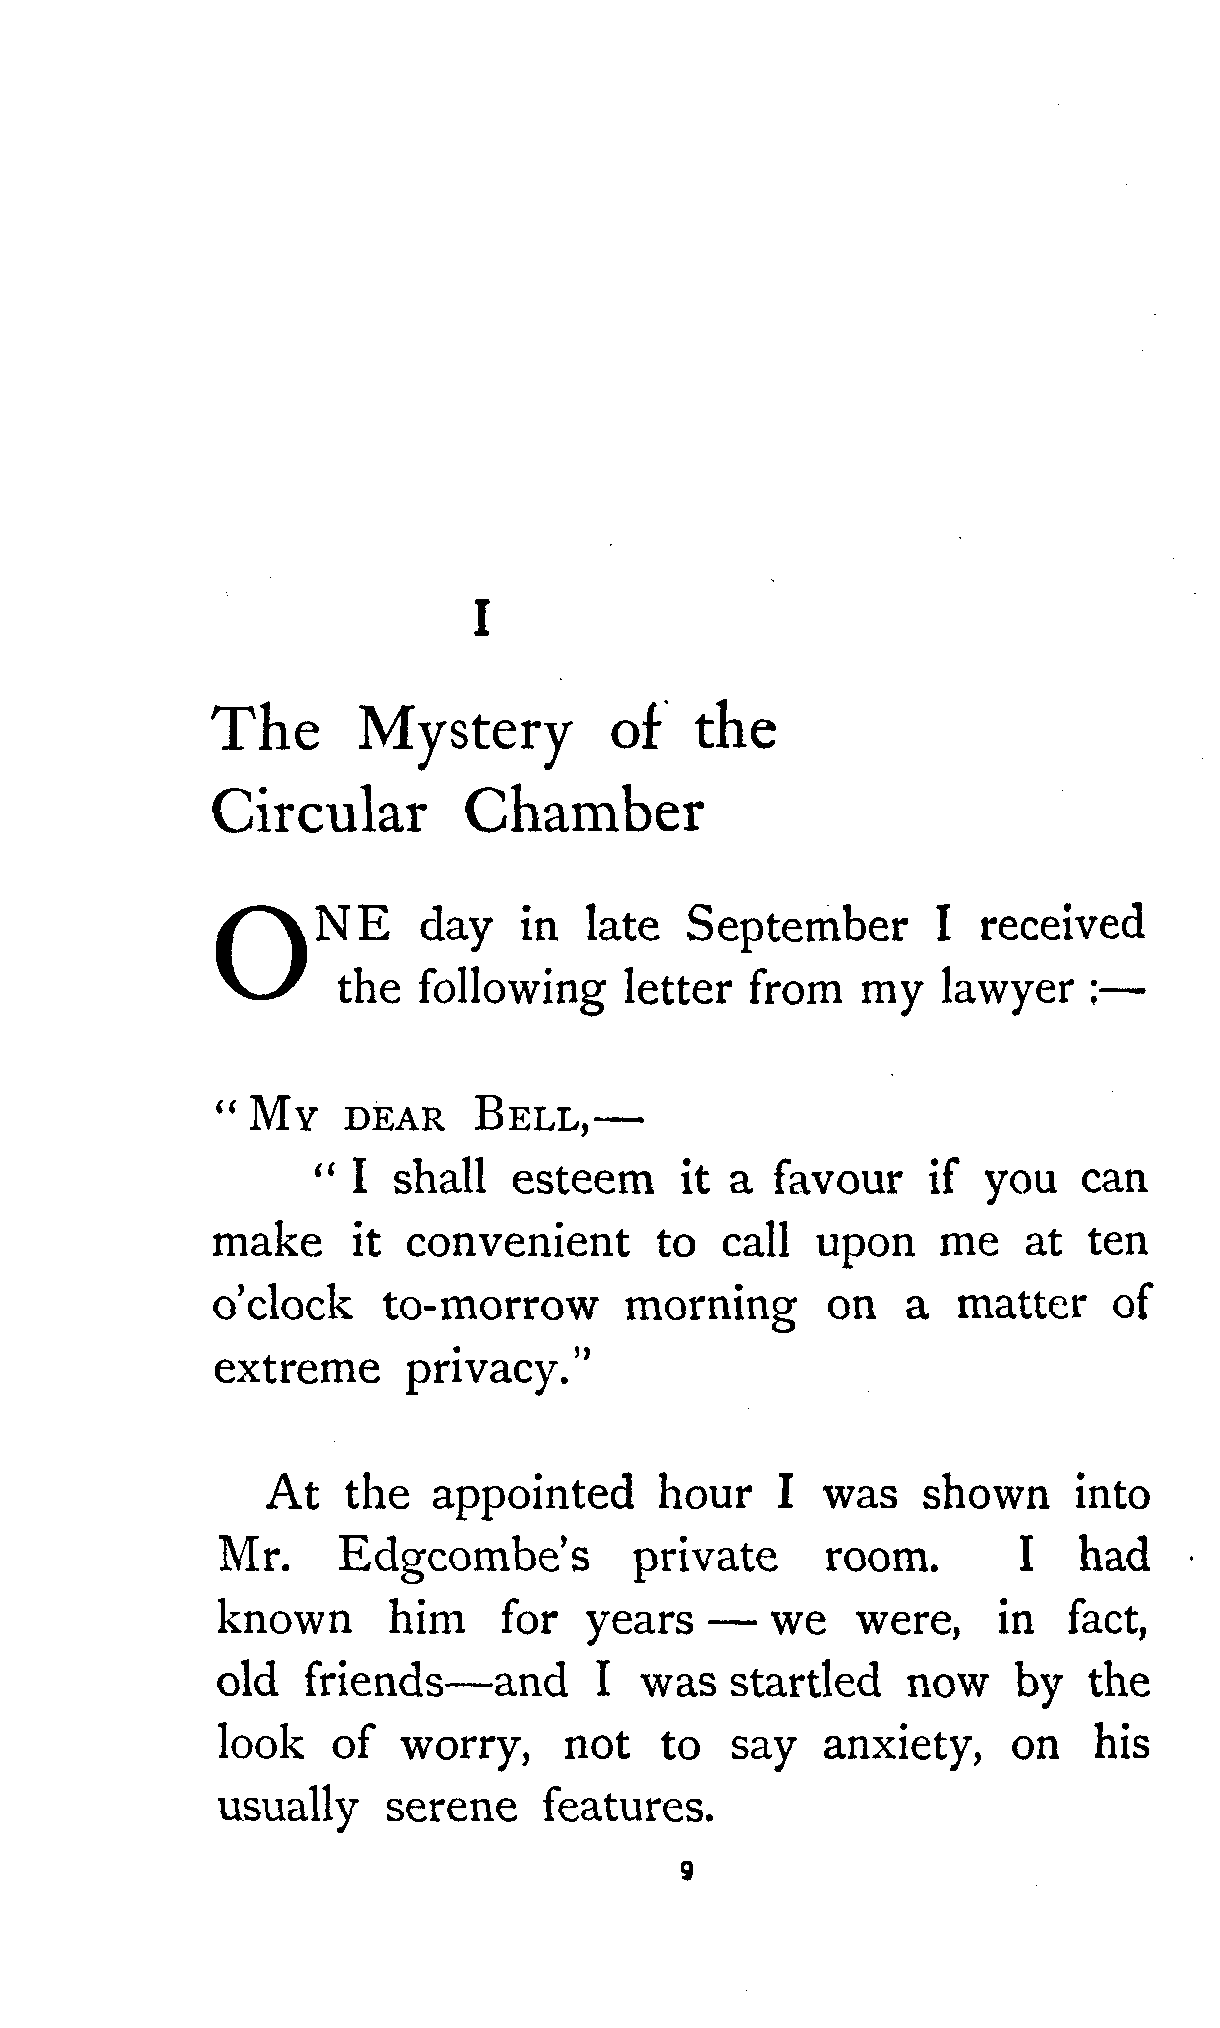 I
The Mystery of the
Circular Chamber
ONE day in late September I received
the following letter from my lawyer :—
“ MY DEAR BELL,—
“ I shall esteem it a favour if you can
make it convenient to call upon me at ten
o’clock to-morrow morning on a matter of
extreme privacy.”
At the appointed hour I was shown into
Mr. Edgcombe’s private room. I had
known him for years — we were, in fact,
old friends—and I was startled now by the
look of worry, not to say anxiety, on his
usually serene features.
9